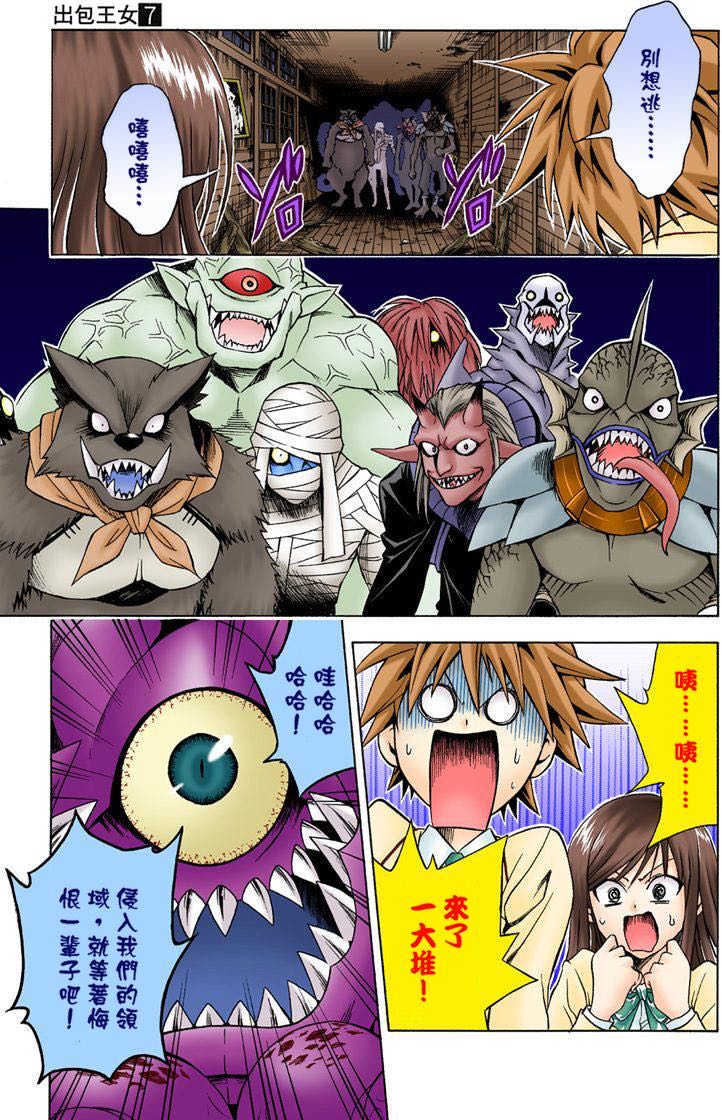 出包王女7
別想逃……
嘻嘻嘻…
ゾロ
ゾロ
咦……咦……
來了
一大堆！
哇哈哈
哈哈！
侵入我們的領
域，就等著悔
恨一輩子吧！